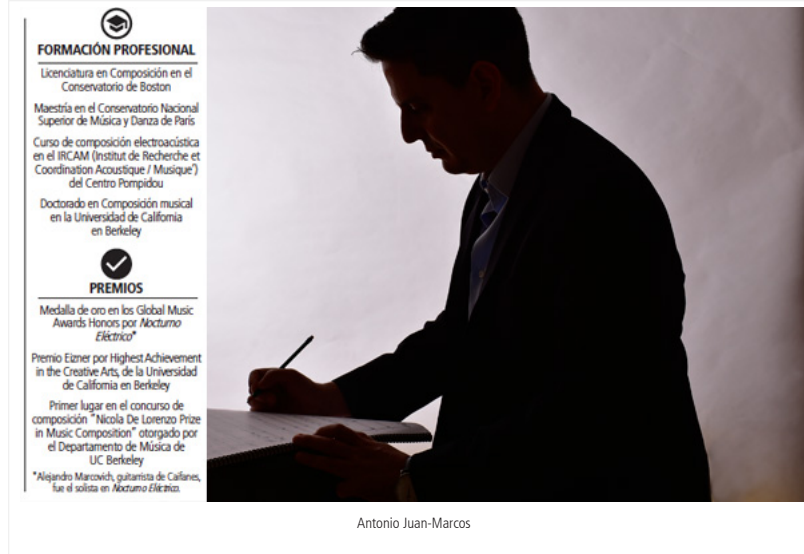 FORMACIÓN PROFESIONAL
Licenciatura en Composición en el
Conservatorio de Boston
Maestría en el Conservatorio Nacional
Superior de Música y Danza de París
Curso de composición electroacústica
en el IRCAM (Institut de Recherche et
Coordination Acoustique / Musique’)
del Centro Pompidou
Doctorado en Composición musical
en la Universidad de California
en Berkeley
PREMIOS
Medalla de oro en los Global Music
Awards Honors por Nocturno
Eléctrico*
Premio Eizner por Highest Achievement
in the Creative Arts, de la Universidad
de California en Berkeley
Primer lugar en el concurso de
composición “Nicola De Lorenzo Prize
in Music Composition” otorgado por
el Departamento de Música de
UC Berkeley
*Alejandro Marcovich, guitarrista de Caifanes,
fue el solista en Nocturno Eléctrico.
Antonio Juan-Marcos